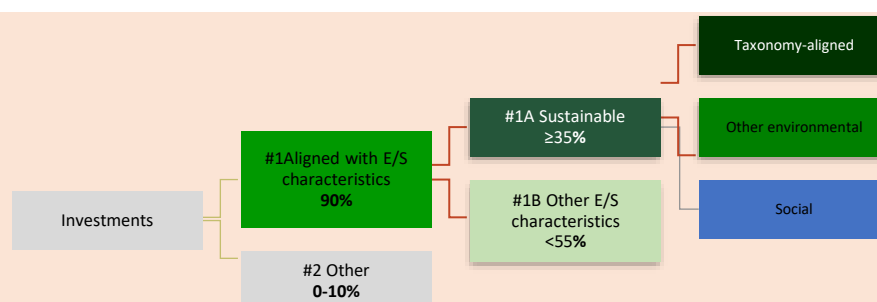 Taxonomy-aligned
#1A Sustainable
≥35%
Other environmental
#1Aligned with E/S
characteristics
90%
Investments
#1B Other E/S
characteristics
<55%
Social
#2 Other
0-10%